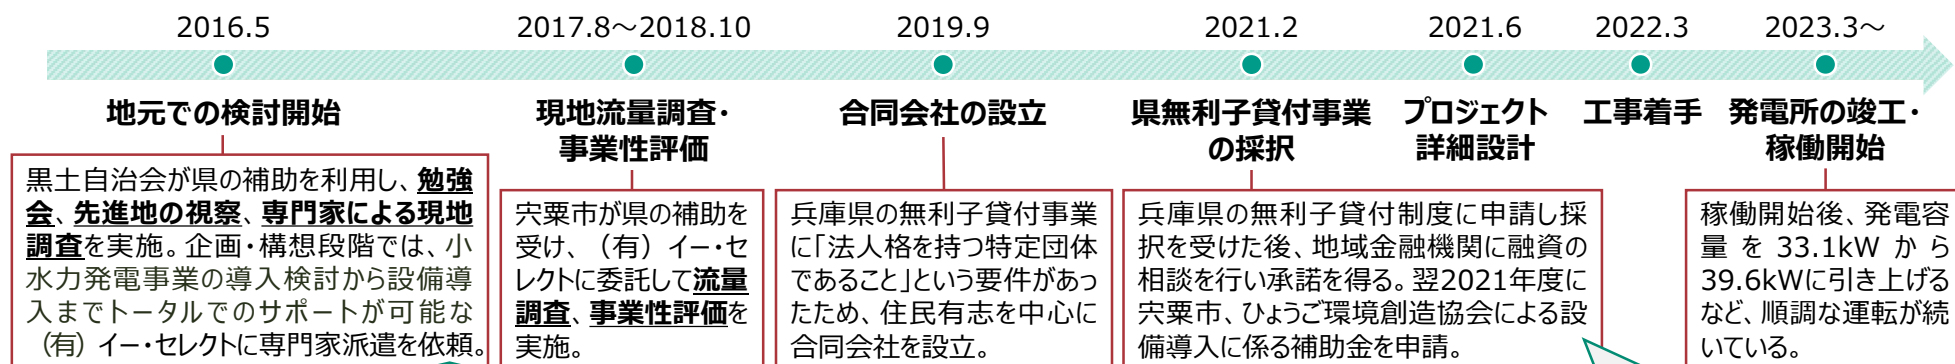 2016.5
2017.8～2018.10
2019.9
2021.2
2021.6
2022.3
2023.3～
地元での検討開始
現地流量調査・
事業性評価
合同会社の設立
県無利子貸付事業
の採択
プロジェクト
詳細設計
工事着手
発電所の竣工・
稼働開始
黒土自治会が県の補助を利用し、勉強
会、先進地の視察、専門家による現地
調査を実施。企画・構想段階では、小
水力発電事業の導入検討から設備導
入までトータルでのサポートが可能な
（有）イー・セレクトに専門家派遣を依頼。
宍粟市が県の補助を
受け、（有）イー・セ
レクトに委託して流量
調査、事業性評価を
実施。
兵庫県の無利子貸付事業
に「法人格を持つ特定団体
であること」という要件があっ
たため、住民有志を中心に
合同会社を設立。
兵庫県の無利子貸付制度に申請し採
択を受けた後、地域金融機関に融資の
相談を行い承諾を得る。翌2021年度に
宍粟市、ひょうご環境創造協会による設
備導入に係る補助金を申請。
稼働開始後、発電容
量を33.1kWから
39.6kWに引き上げる
など、順調な運転が続
いている。